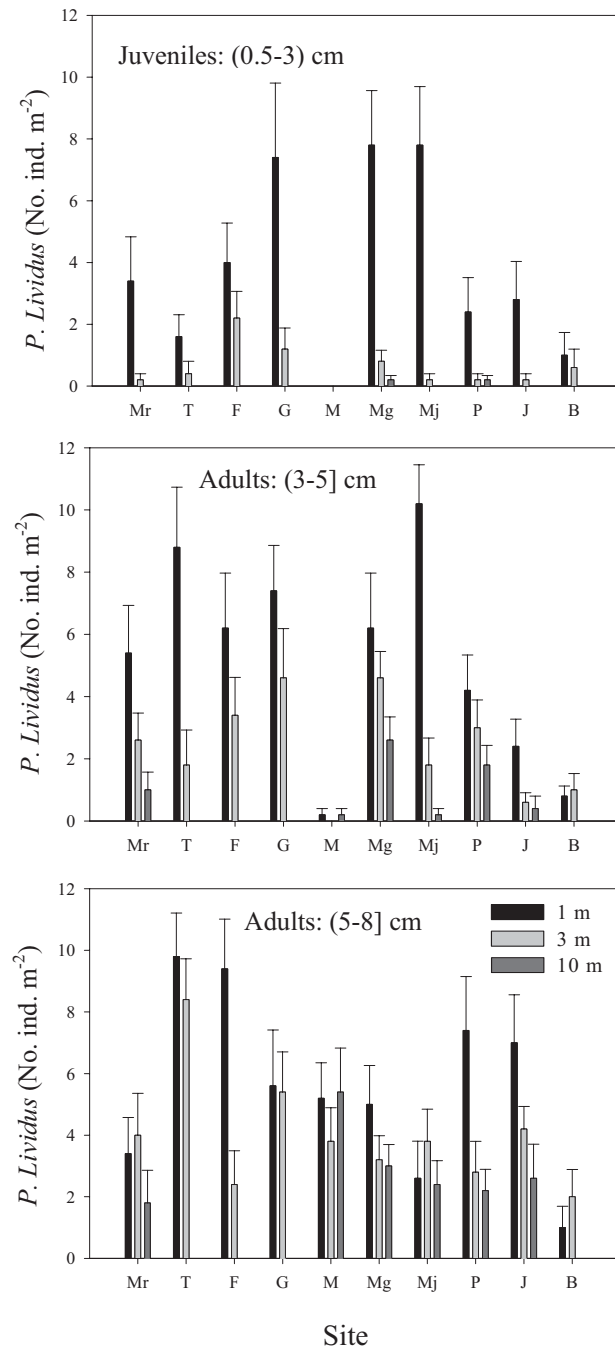 12
10
8
6
4
2
0
P. Lividus (No. ind. m-2)
Juveniles: (0.5-3) cm
Mr T F G M Mg Mj P J B
12
10
8
6
4
2
0
P. Lividus (No. ind. m-2)
Adults: (3-5] cm
Mr T F G M Mg Mj P J B
12
10
8
6
4
2
0
P. Lividus (No. ind. m-2)
Adults: (5-8] cm
1 m
3 m
10 m
Mr T F G M Mg Mj P J B
Site